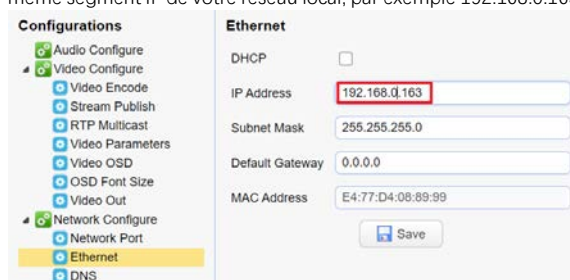 même segment IP de votre réseau local, par exemple 192.168.0.16
Configurations
Audio Configure
Video Configure
Video Encode
Stream Publish
RTP Multicast
Video Parameters
Video OSD
OSD Font Size
Video Out
Network Configure
Network Port
Ethernet
DNS
Ethernet
DHCP
IP Address 192.168.0.163
Subnet Mask 255.255.255.0
Default Gateway 0.0.0.0
MAC Address E4:77:D4:08:89:99
Save